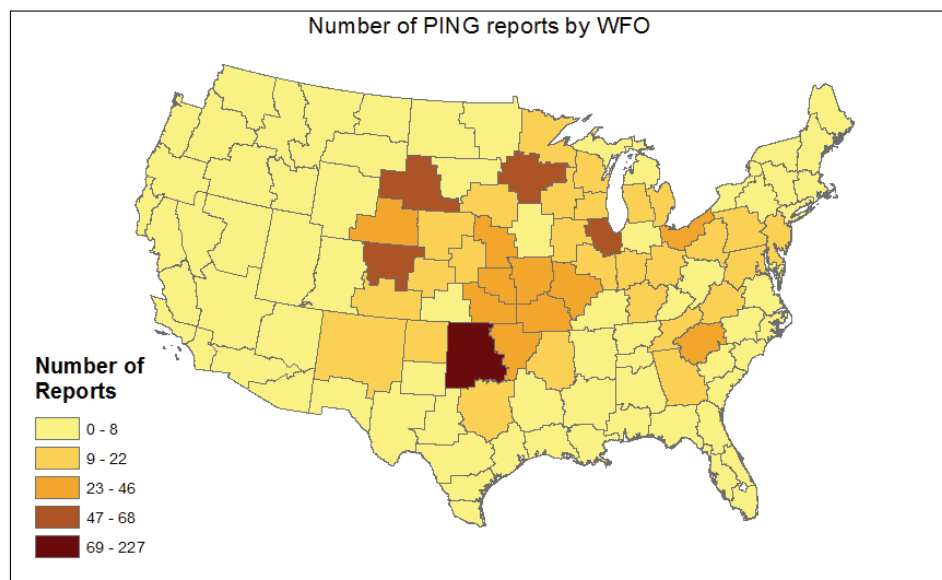 Number of PING reports by WFO
Number of
Reports
0 - 8
9 - 22
23 - 46
47 - 68
69 - 227